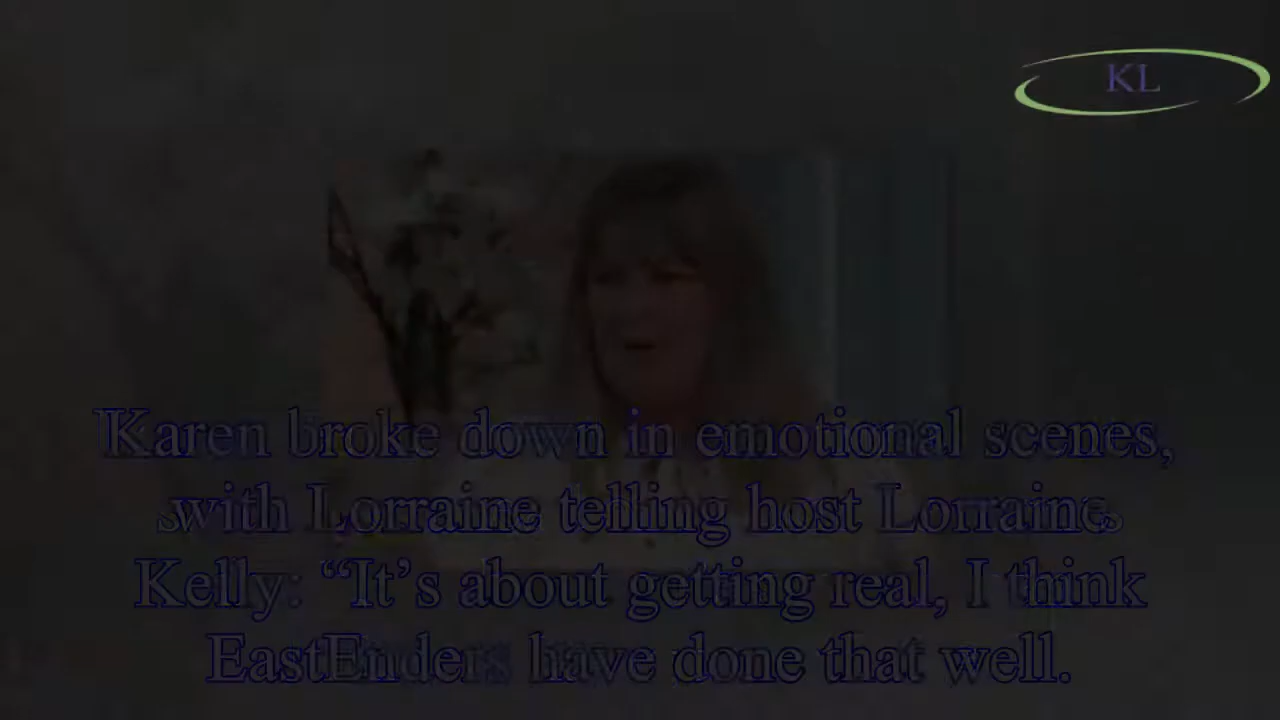 KL
Karen broke down in emotional scenes,
with Lorraine telling host Lorraine
Kelly: “It’s about getting real, I think
EastEnders have done that well.